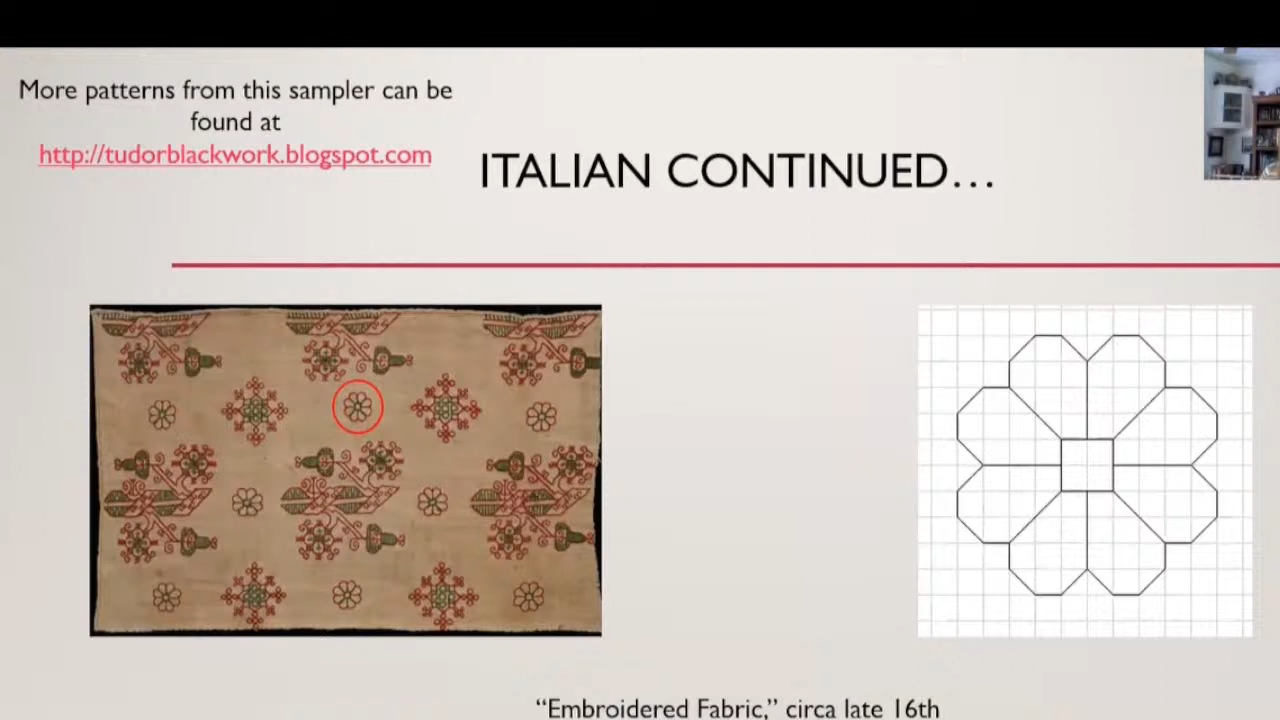 More patterns from this sampler can be
found at
http://tudorblackwork.blogspot.com
ITALIAN CONTINUED…
“Embroidered Fabric,” circa late 16th